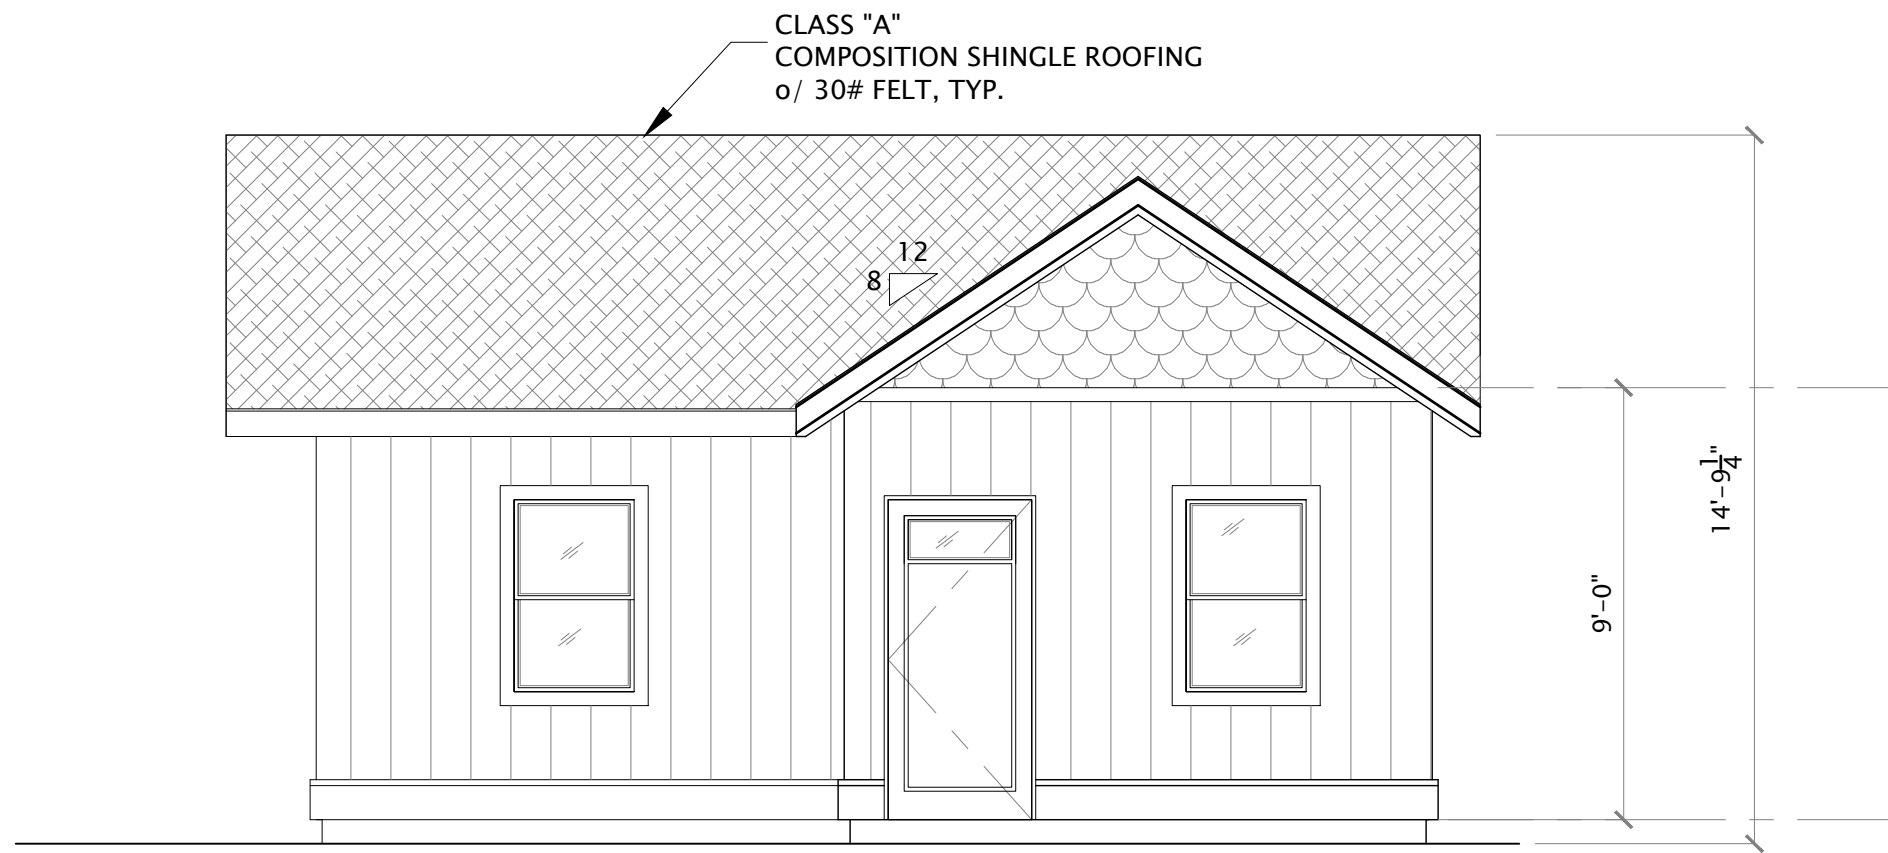 CLASS "A"
COMPOSITION SHINGLE ROOFING
o/ 30# FELT, TYP.
12
8
14'-9 1/4"
9'-0"